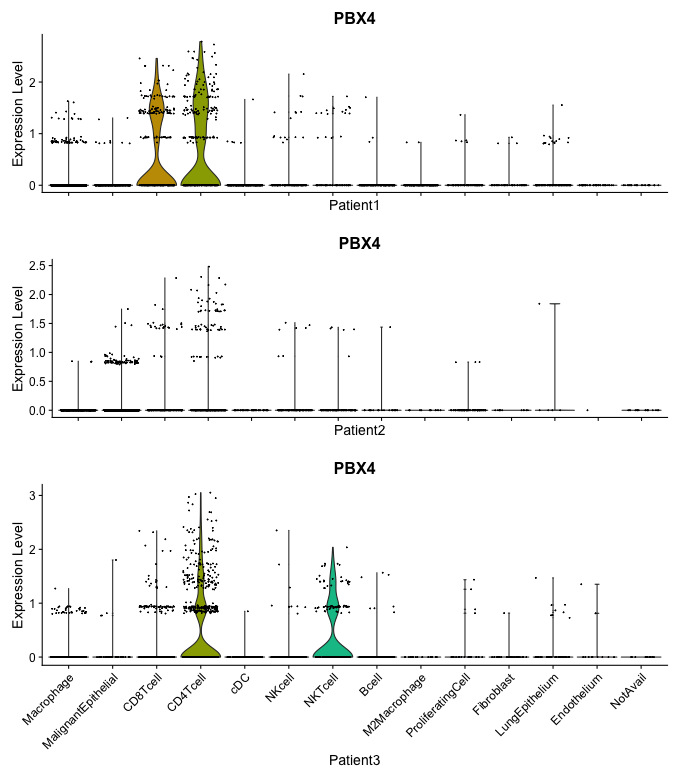 PBX4
Expression Level
2
1
0
Patient1
PBX4
Expression Level
2.5
2.0
1.5
1.0
0.5
0.0
Patient2
PBX4
Expression Level
3
2
1
0
Macrophage
MalignantEpithelial
CD8Tcell
CD4Tcell
cDC
NKcell
NKTcell
Bcell
M2Macrophage
ProliferatingCell
Fibroblast
LungEpithelium
Endothelium
NotAvail
Patient3